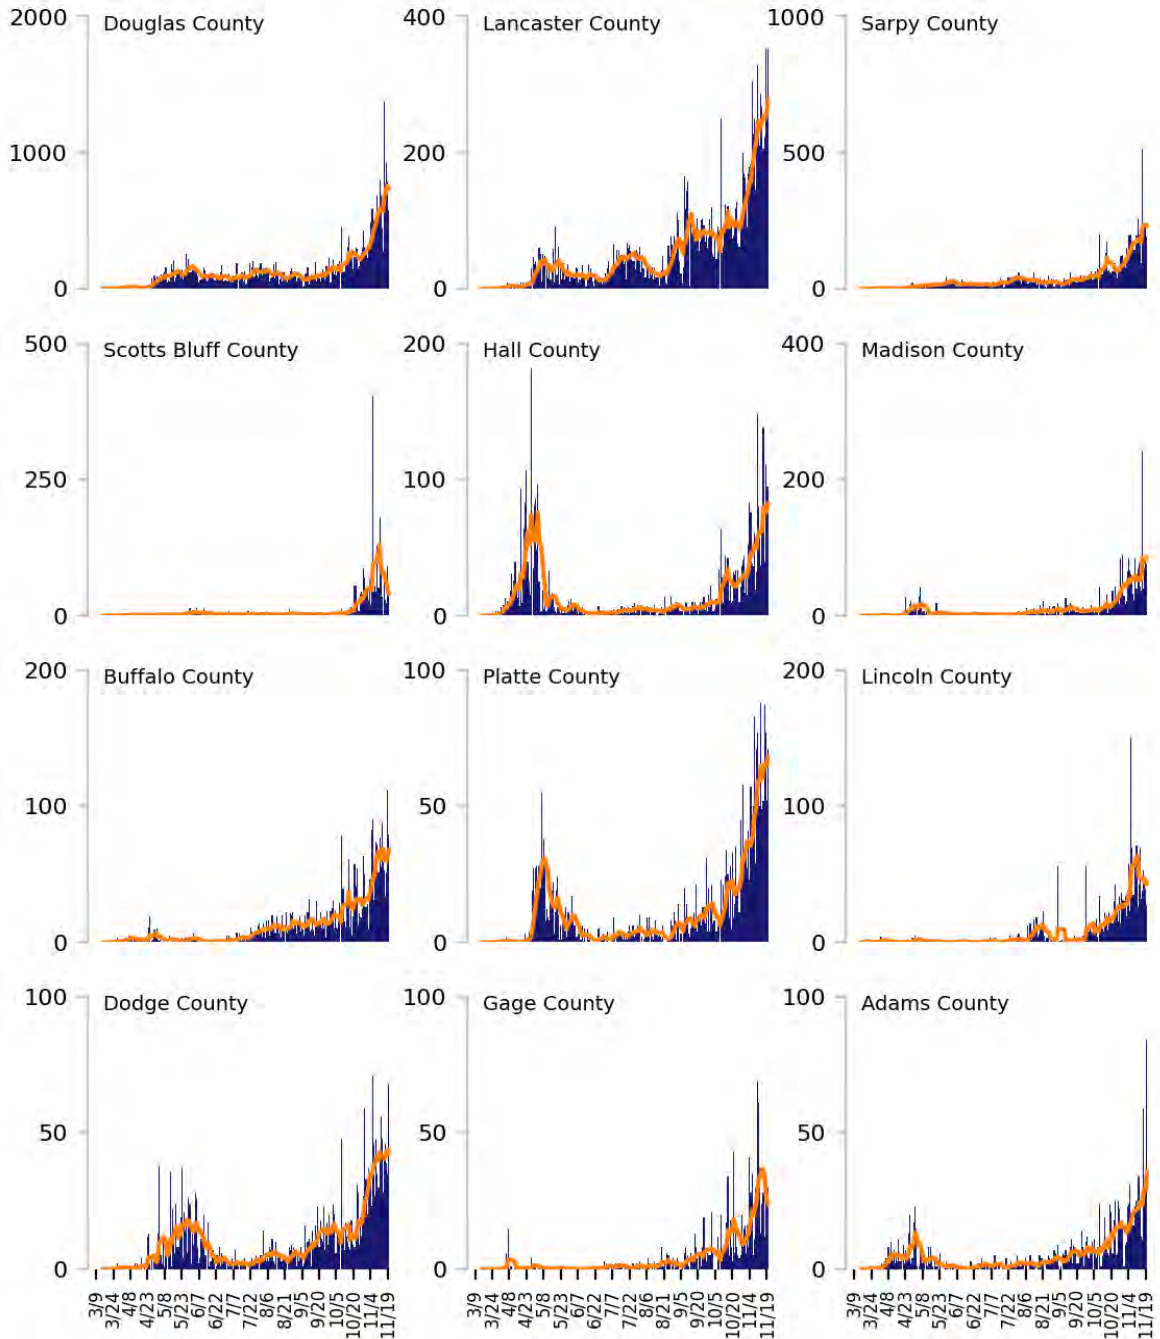 2000 Douglas County
1000
0
400 Lancaster County
200
0
1000 Sarpy County
500
0
500 Scotts Bluff County
250
0
200 Hall County
100
0
400 Madison County
200
0
200 Buffalo County
100
0
100 Platte County
50
0
200 Lincoln County
100
0
100 Dodge County
50
0
3/9 3/24 4/8 4/23 5/8 5/23 6/7 6/22 7/7 7/22 8/6 8/21 9/5 9/20 10/5 10/20 11/4 11/19
100 Gage County
50
0
3/9 3/24 4/8 4/23 5/8 5/23 6/7 6/22 7/7 7/22 8/6 8/21 9/5 9/20 10/5 10/20 11/4 11/19
100 Adams County
50
0
3/9 3/24 4/8 4/23 5/8 5/23 6/7 6/22 7/7 7/22 8/6 8/21 9/5 9/20 10/5 10/20 11/4 11/19